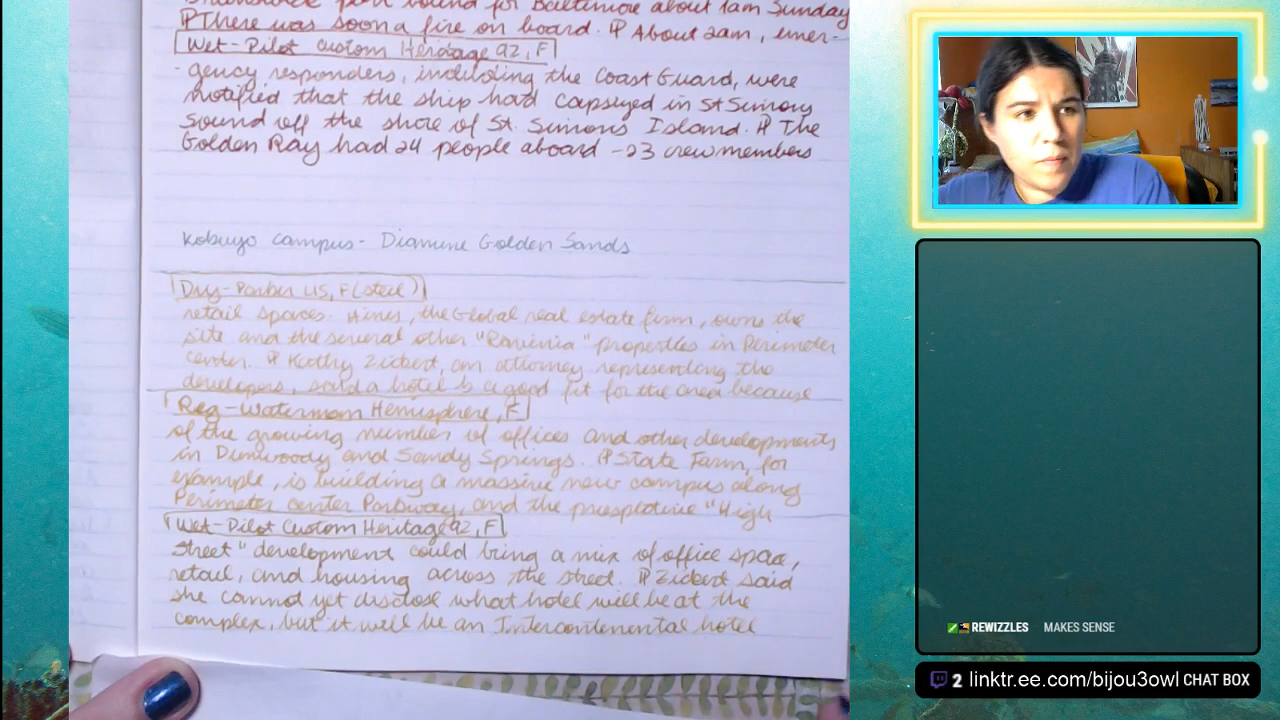 Brunswick port bound for Baltimore about 1am Sunday
¶ There was soon a fire on board. ¶ About 2am, emer-
Wet-Pilot Custom Heritage 92, F
gency responders, including the Coast Guard, were
notified that the ship had capsized in St Simons
Sound off the shore of St. Simons Island. ¶ The
Golden Ray had 24 people aboard - 23 crewmembers
Kobuyo Campus - Diamine Golden Sands
Dry-Parker US, F (steel)
retail spaces. Hines, the Global real estate firm, owns the
site and the several other "Ravinia" properties in Perimeter
Center. ¶ Kathy Zickert, an attorney representing the
developers, said a hotel is a good fit for the area because
Reg-Waterman Hemisphere, F
of the growing number of offices and other developments
in Dunwoody and Sandy Springs. ¶ State Farm, for
example, is building a massive new campus along
Perimeter Center Parkway, and the "High
Wet-Pilot Custom Heritage 92, F
Street" development could bring a mix of office space,
retail, and housing across the street. ¶ Zickert said
she cannot yet disclose what hotel will be at the
complex, but it will be an Intercontenental hotel
REWIZZLES MAKES SENSE
2 linktr.ee.com/bijou3owl CHAT BOX